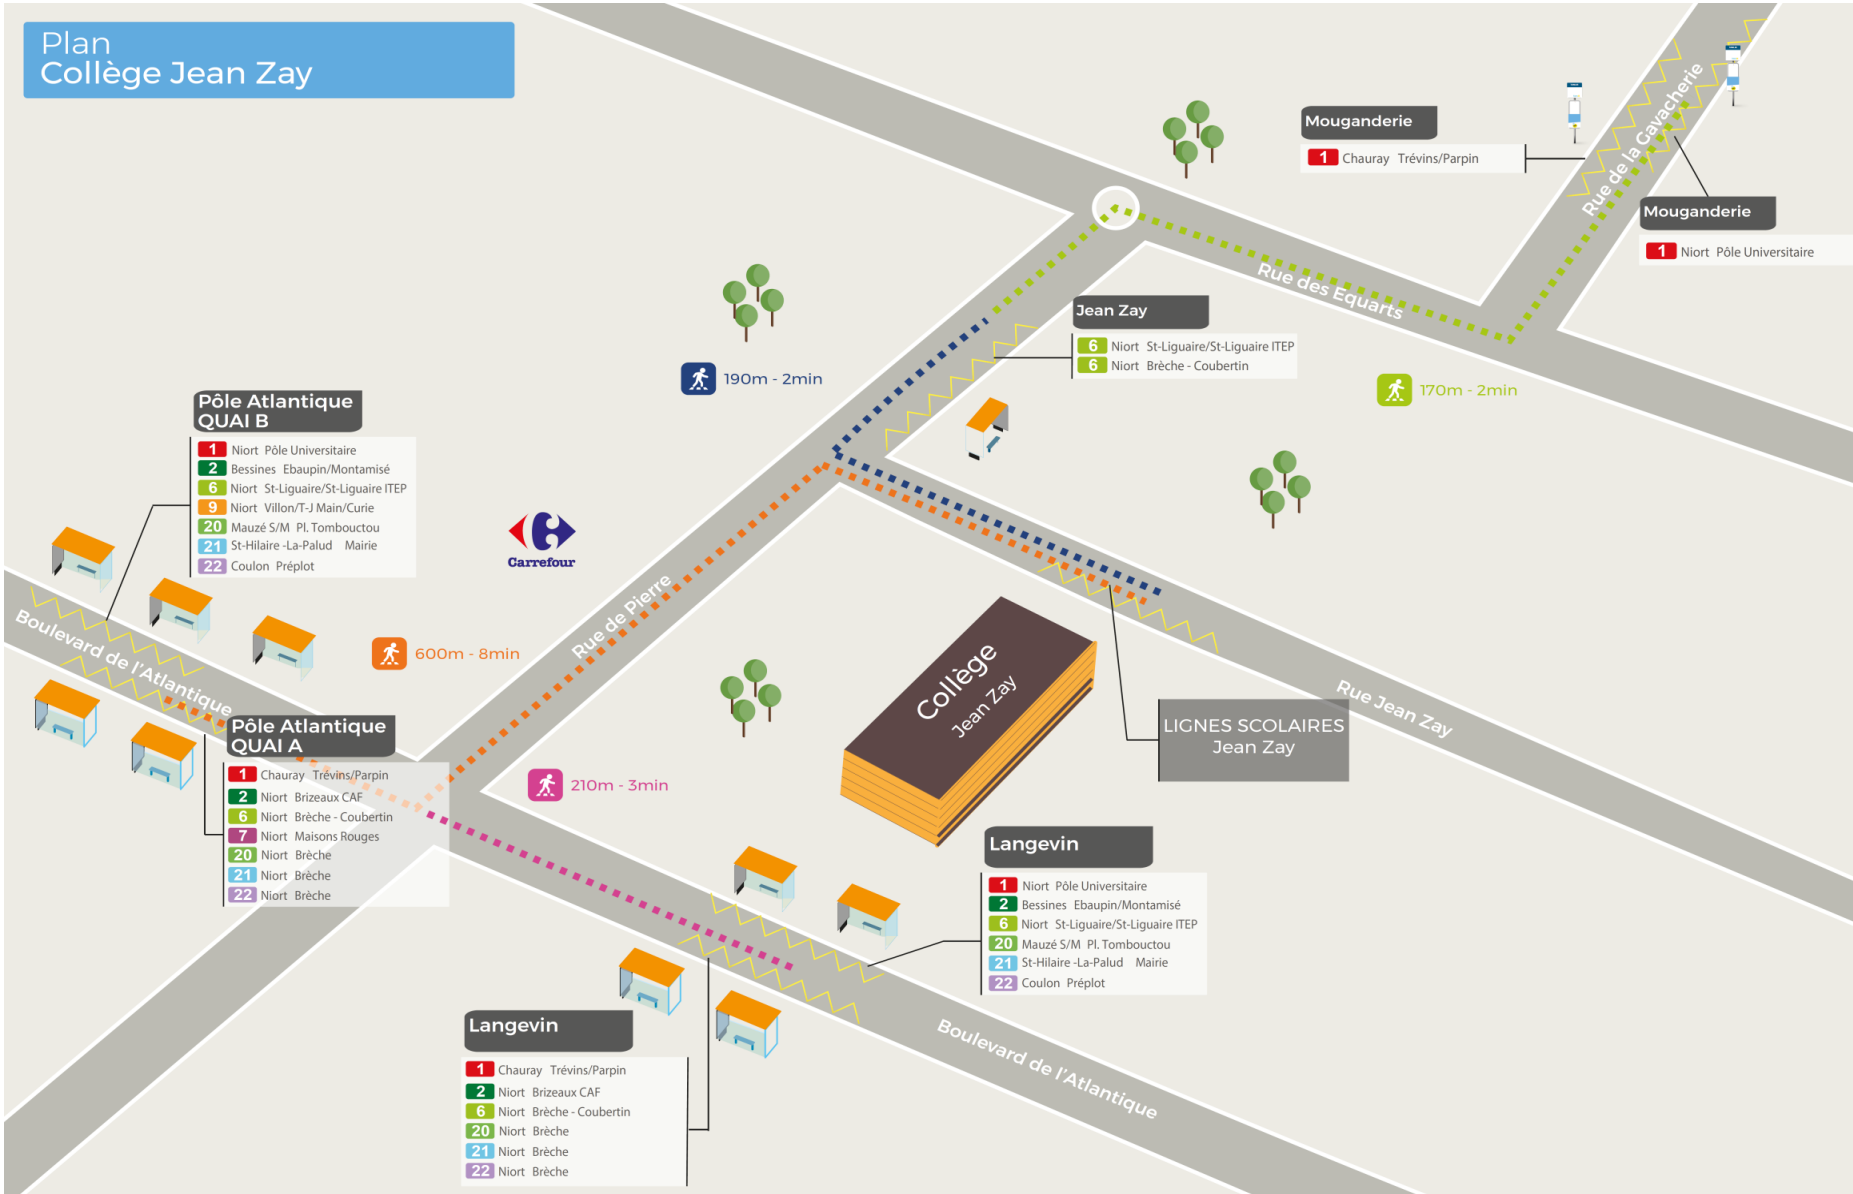 Plan
Collège Jean Zay
Mouganderie
1 Chauray Trévins/Parpin
Rue de la Gavacherie
Mouganderie
1 Niort Pôle Universitaire
Rue des Equarts
Jean Zay
6 Niort St-Liguaire/St-Liguaire ITEP
6 Niort Brèche - Coubertin
190m - 2min
170m - 2min
Pôle Atlantique
QUAI B
1 Niort Pôle Universitaire
2 Bessines Ebaupin/Montamisé
6 Niort St-Liguaire/St-Liguaire ITEP
9 Niort Villon/T-J Main/Curie
20 Mauzé S/M Pl. Tombouctou
21 St-Hilaire -La-Palud Mairie
22 Coulon Préplot
Carrefour
Rue de Pierre
Boulevard de l'Atlantique
600m - 8min
Collège
Jean Zay
Rue Jean Zay
LIGNES SCOLAIRES
Jean Zay
Pôle Atlantique
QUAI A
1 Chauray Trévins/Parpin
2 Niort Brizeaux CAF
6 Niort Brèche - Coubertin
7 Niort Maisons Rouges
20 Niort Brèche
21 Niort Brèche
22 Niort Brèche
210m - 3min
Langevin
1 Niort Pôle Universitaire
2 Bessines Ebaupin/Montamisé
6 Niort St-Liguaire/St-Liguaire ITEP
20 Mauzé S/M Pl. Tombouctou
21 St-Hilaire -La-Palud Mairie
22 Coulon Préplot
Langevin
1 Chauray Trévins/Parpin
2 Niort Brizeaux CAF
6 Niort Brèche - Coubertin
20 Niort Brèche
21 Niort Brèche
22 Niort Brèche
Boulevard de l'Atlantique